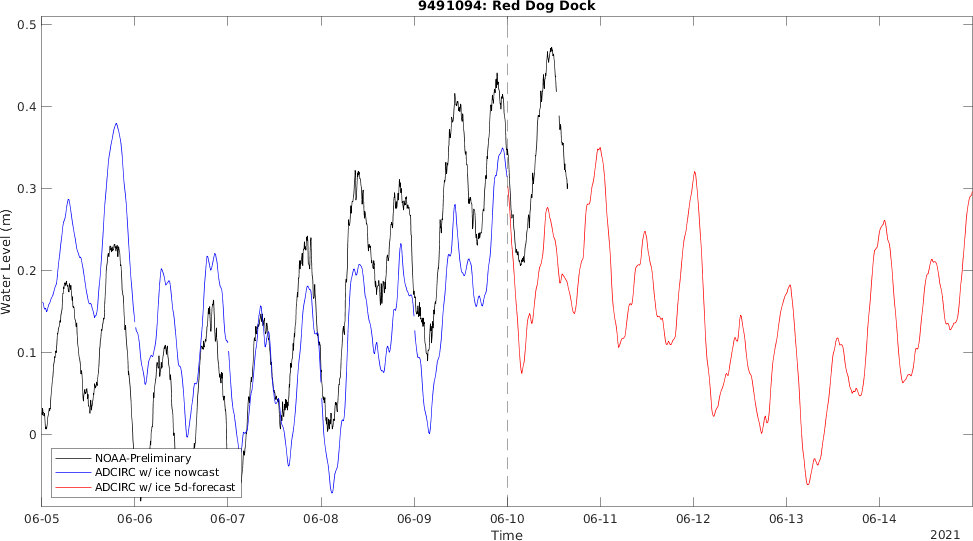 9491094: Red Dog Dock
0.5
0.4
0.3
0.2
0.1
0
Water Level (m)
NOAA-Preliminary
ADCIRC w/ ice nowcast
ADCIRC w/ ice 5d-forecast
06-05 06-06 06-07 06-08 06-09 06-10 06-11 06-12 06-13 06-14
Time
2021